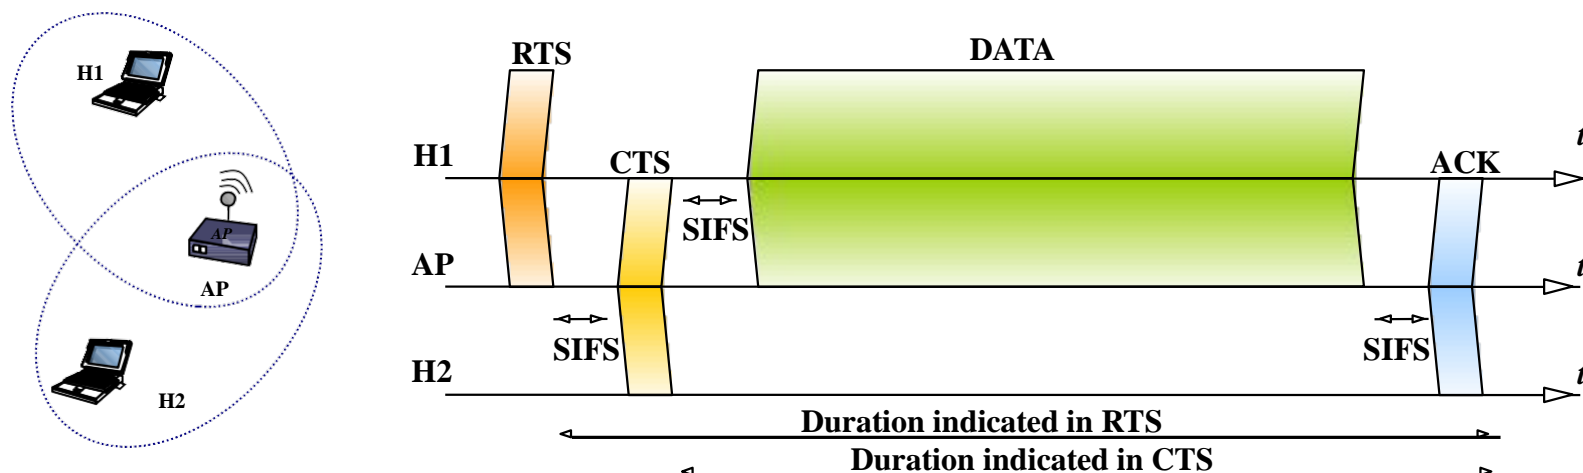 H1
AP
AP
H2
RTS
DATA
H1
CTS
ACK
t
SIFS
AP
t
SIFS
SIFS
H2
t
Duration indicated in RTS
Duration indicated in CTS